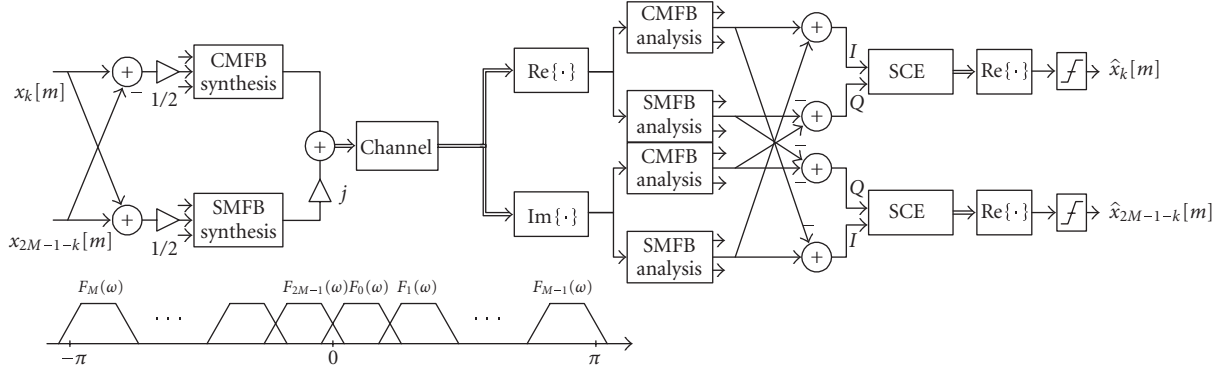 x_k[m]
x_{2M−1−k}[m]
+
−
1/2
CMFB synthesis
+
1/2
SMFB synthesis
+
j
Channel
Re{·}
Im{·}
CMFB analysis
SMFB analysis
CMFB analysis
SMFB analysis
+
I
−
+
Q
−
−
+
Q
−
+
I
SCE
Re{·}
x̂_k[m]
SCE
Re{·}
x̂_{2M−1−k}[m]
F_M(ω) · · · F_{2M−1}(ω) F_0(ω) F_1(ω) · · · F_{M−1}(ω)
−π 0 π